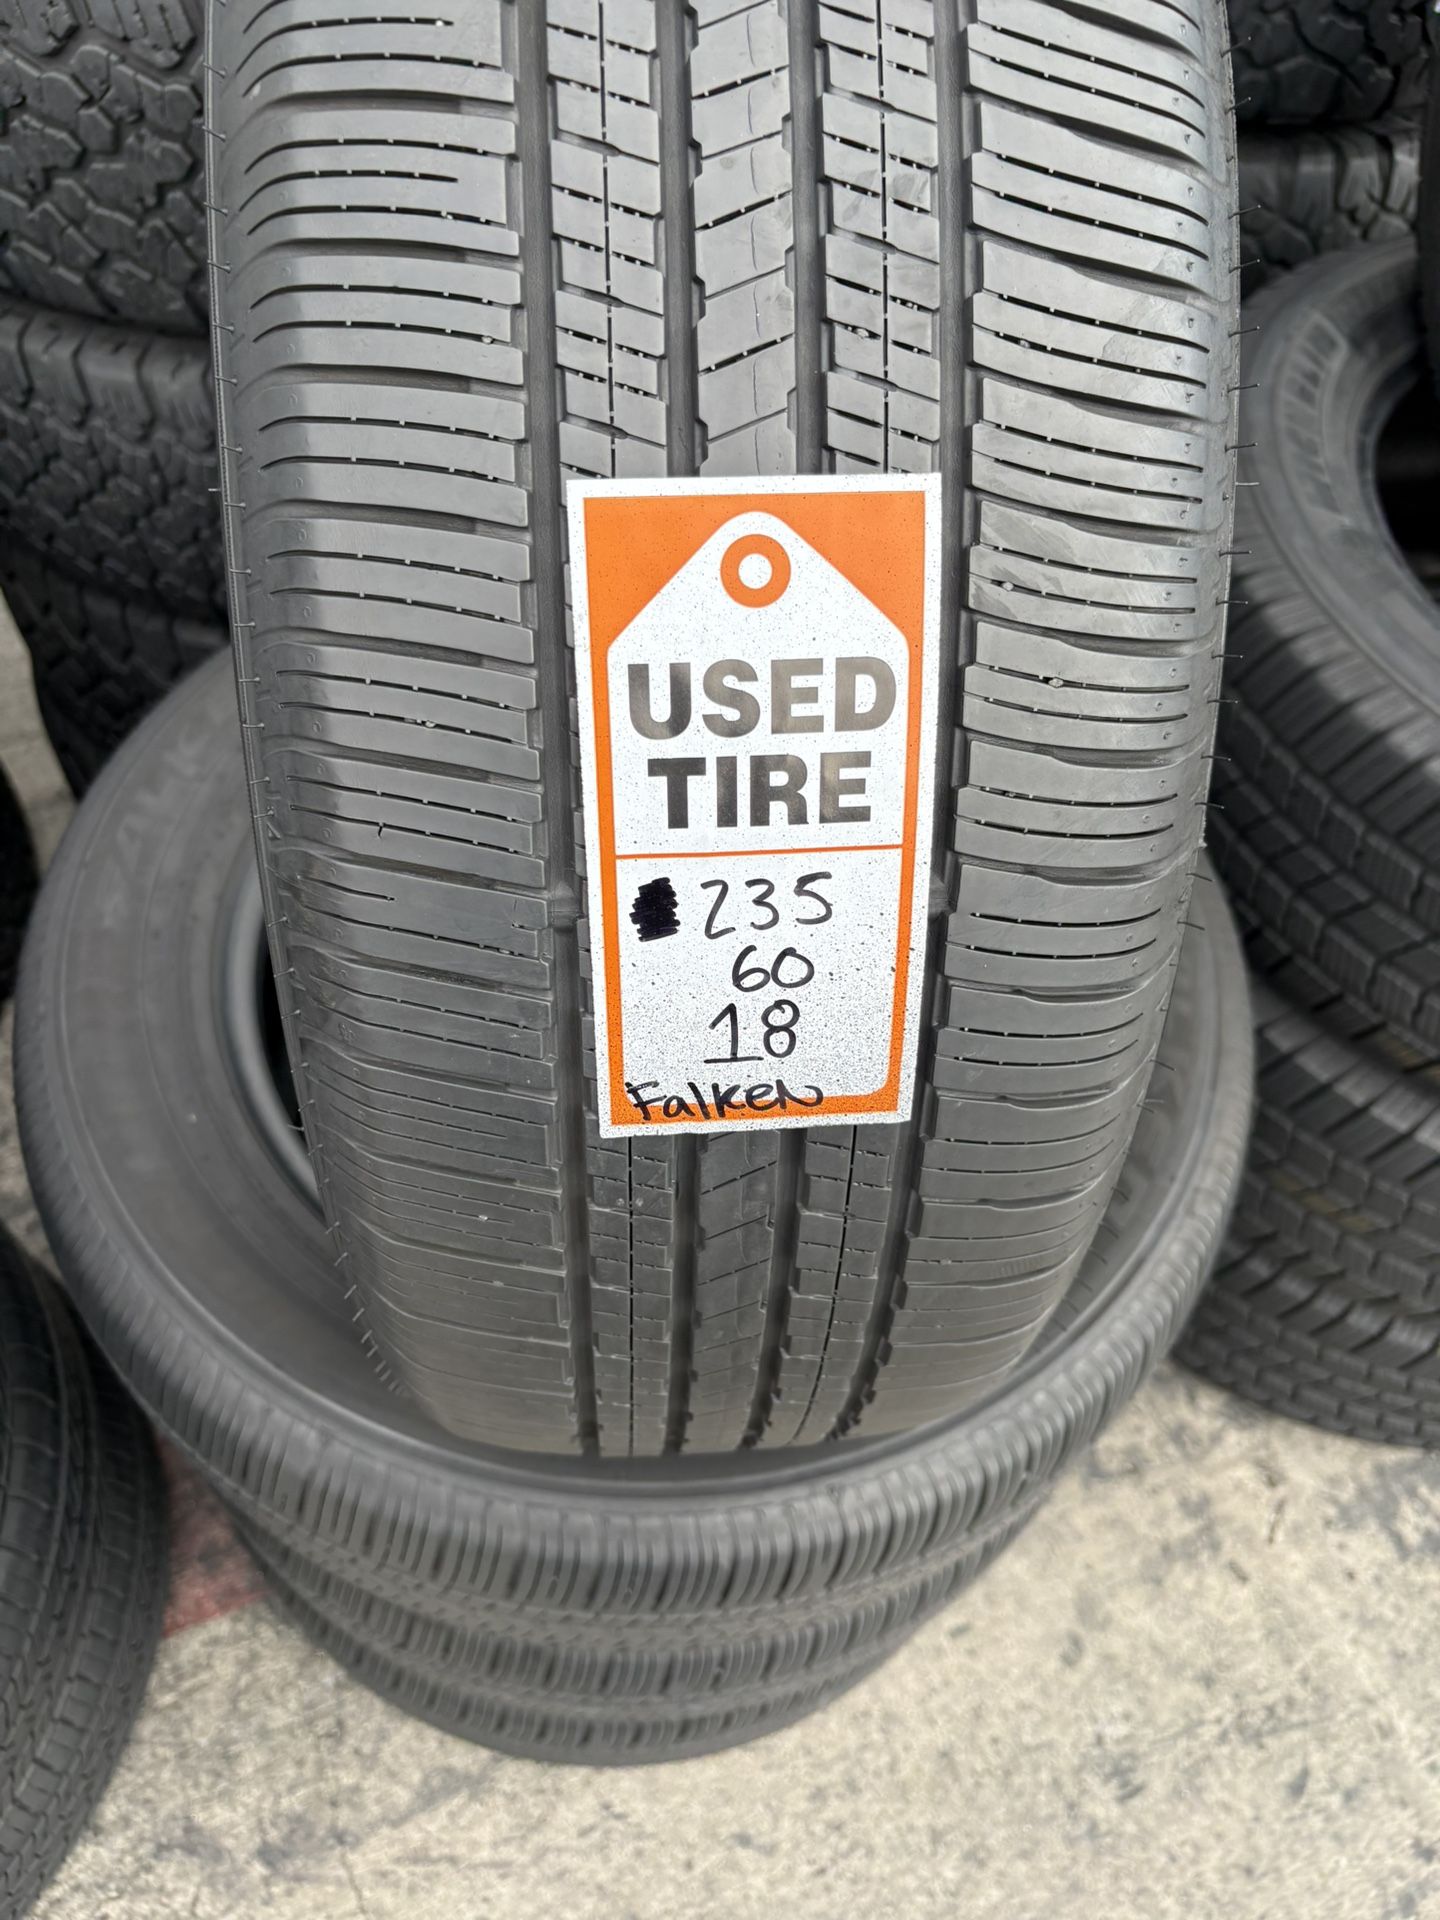 USED
TIRE
235
60
18
Falken